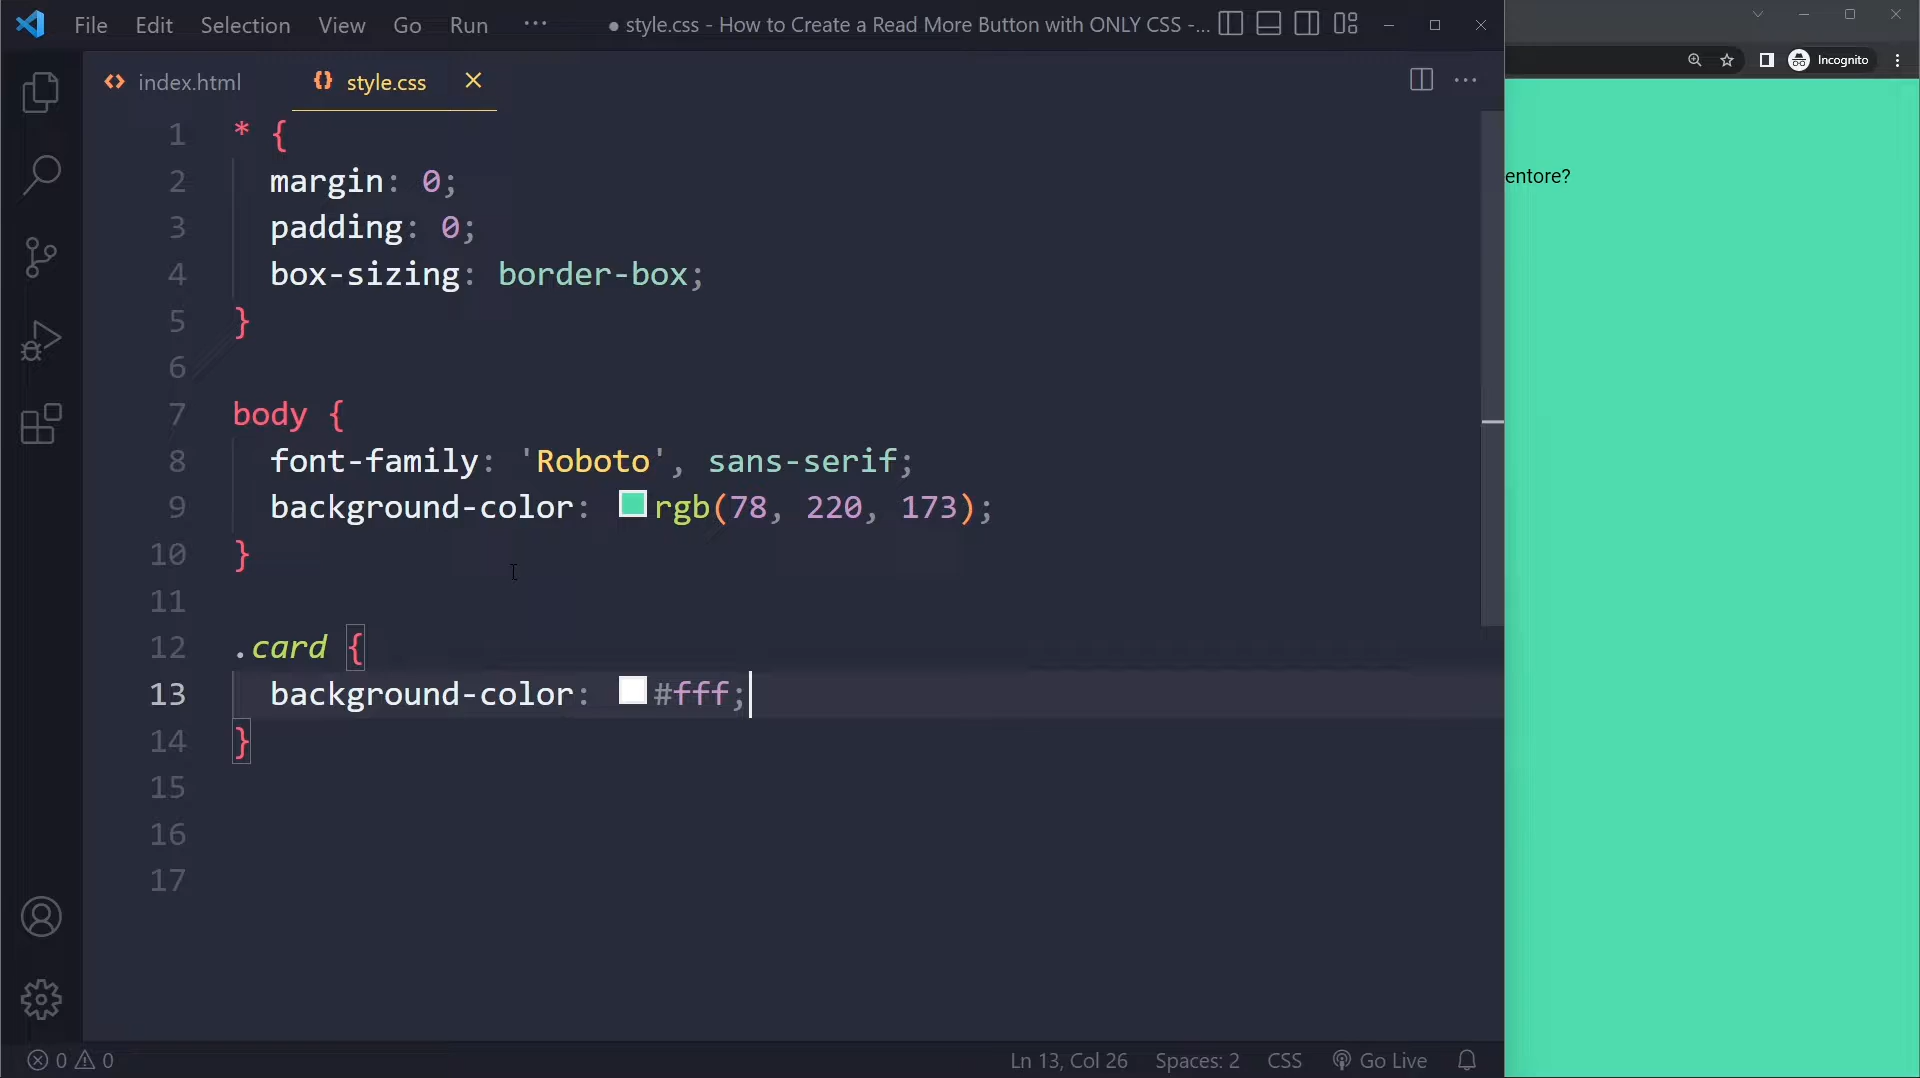 File Edit Selection View Go Run ··· ● style.css - How to Create a Read More Button with ONLY CSS -...
Incognito
index.html style.css
1 * {
2 margin: 0;
3 padding: 0;
4 box-sizing: border-box;
5 }
6
7 body {
8 font-family: 'Roboto', sans-serif;
9 background-color: rgb(78, 220, 173);
10 }
11
12 .card {
13 background-color: #fff;
14 }
15
16
17
entore?
0 0 Ln 13, Col 26 Spaces: 2 CSS Go Live